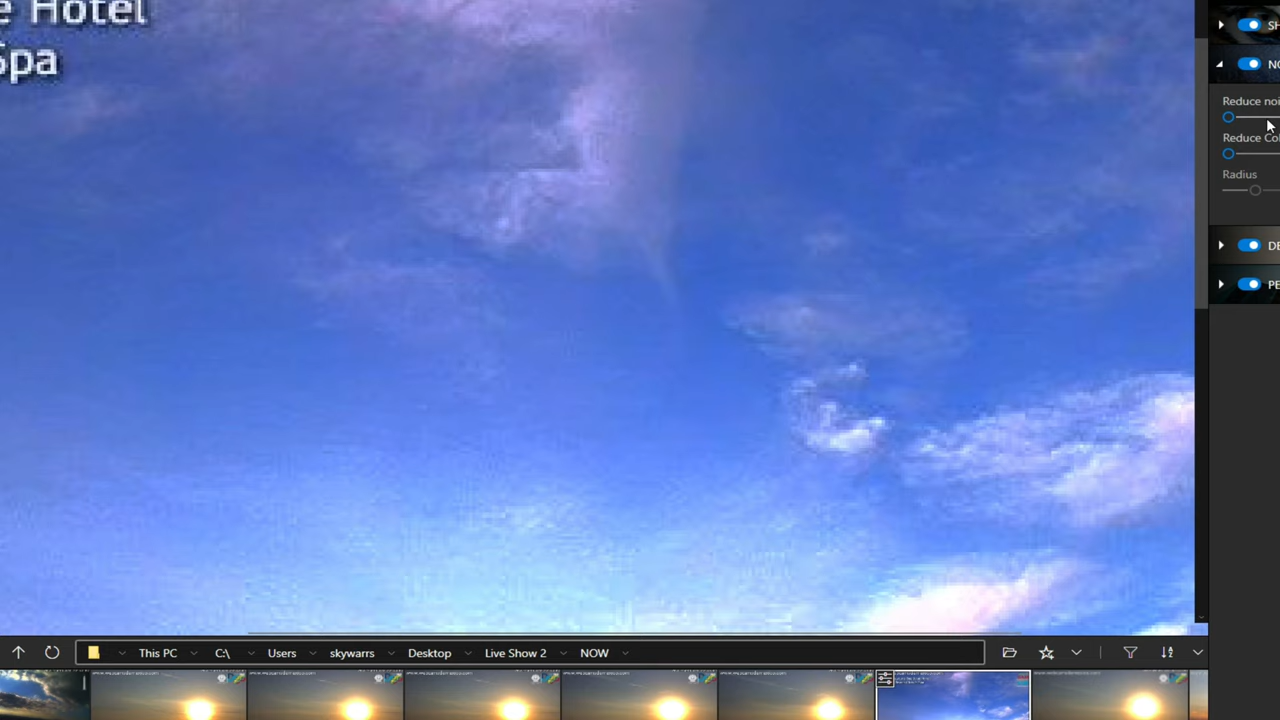 e Hotel
Spa
SH
NO
Reduce noi
Reduce Col
Radius
DE
PE
This PC
C:\
Users
skywarrs
Desktop
Live Show 2
NOW